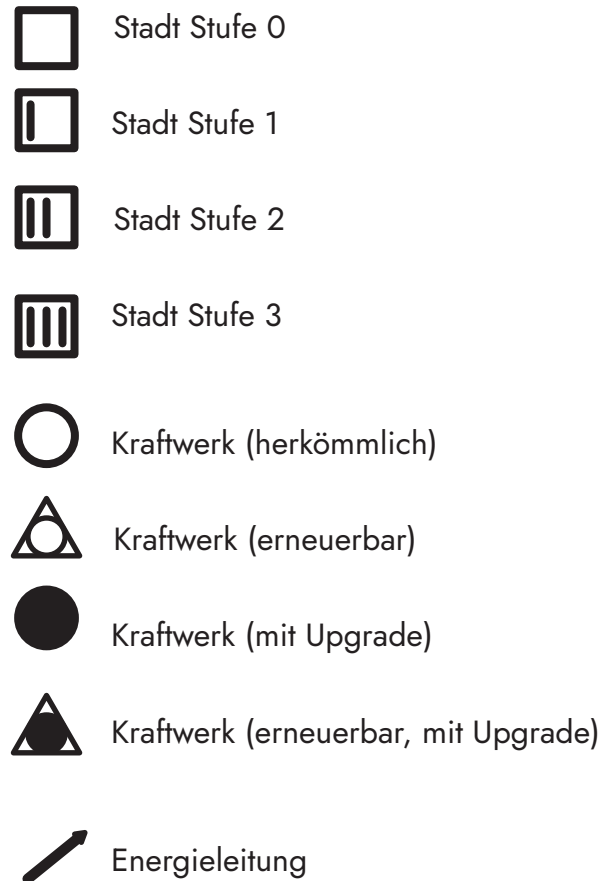 Stadt Stufe 0
Stadt Stufe 1
Stadt Stufe 2
Stadt Stufe 3
Kraftwerk (herkömmlich)
Kraftwerk (erneuerbar)
Kraftwerk (mit Upgrade)
Kraftwerk (erneuerbar, mit Upgrade)
Energieleitung